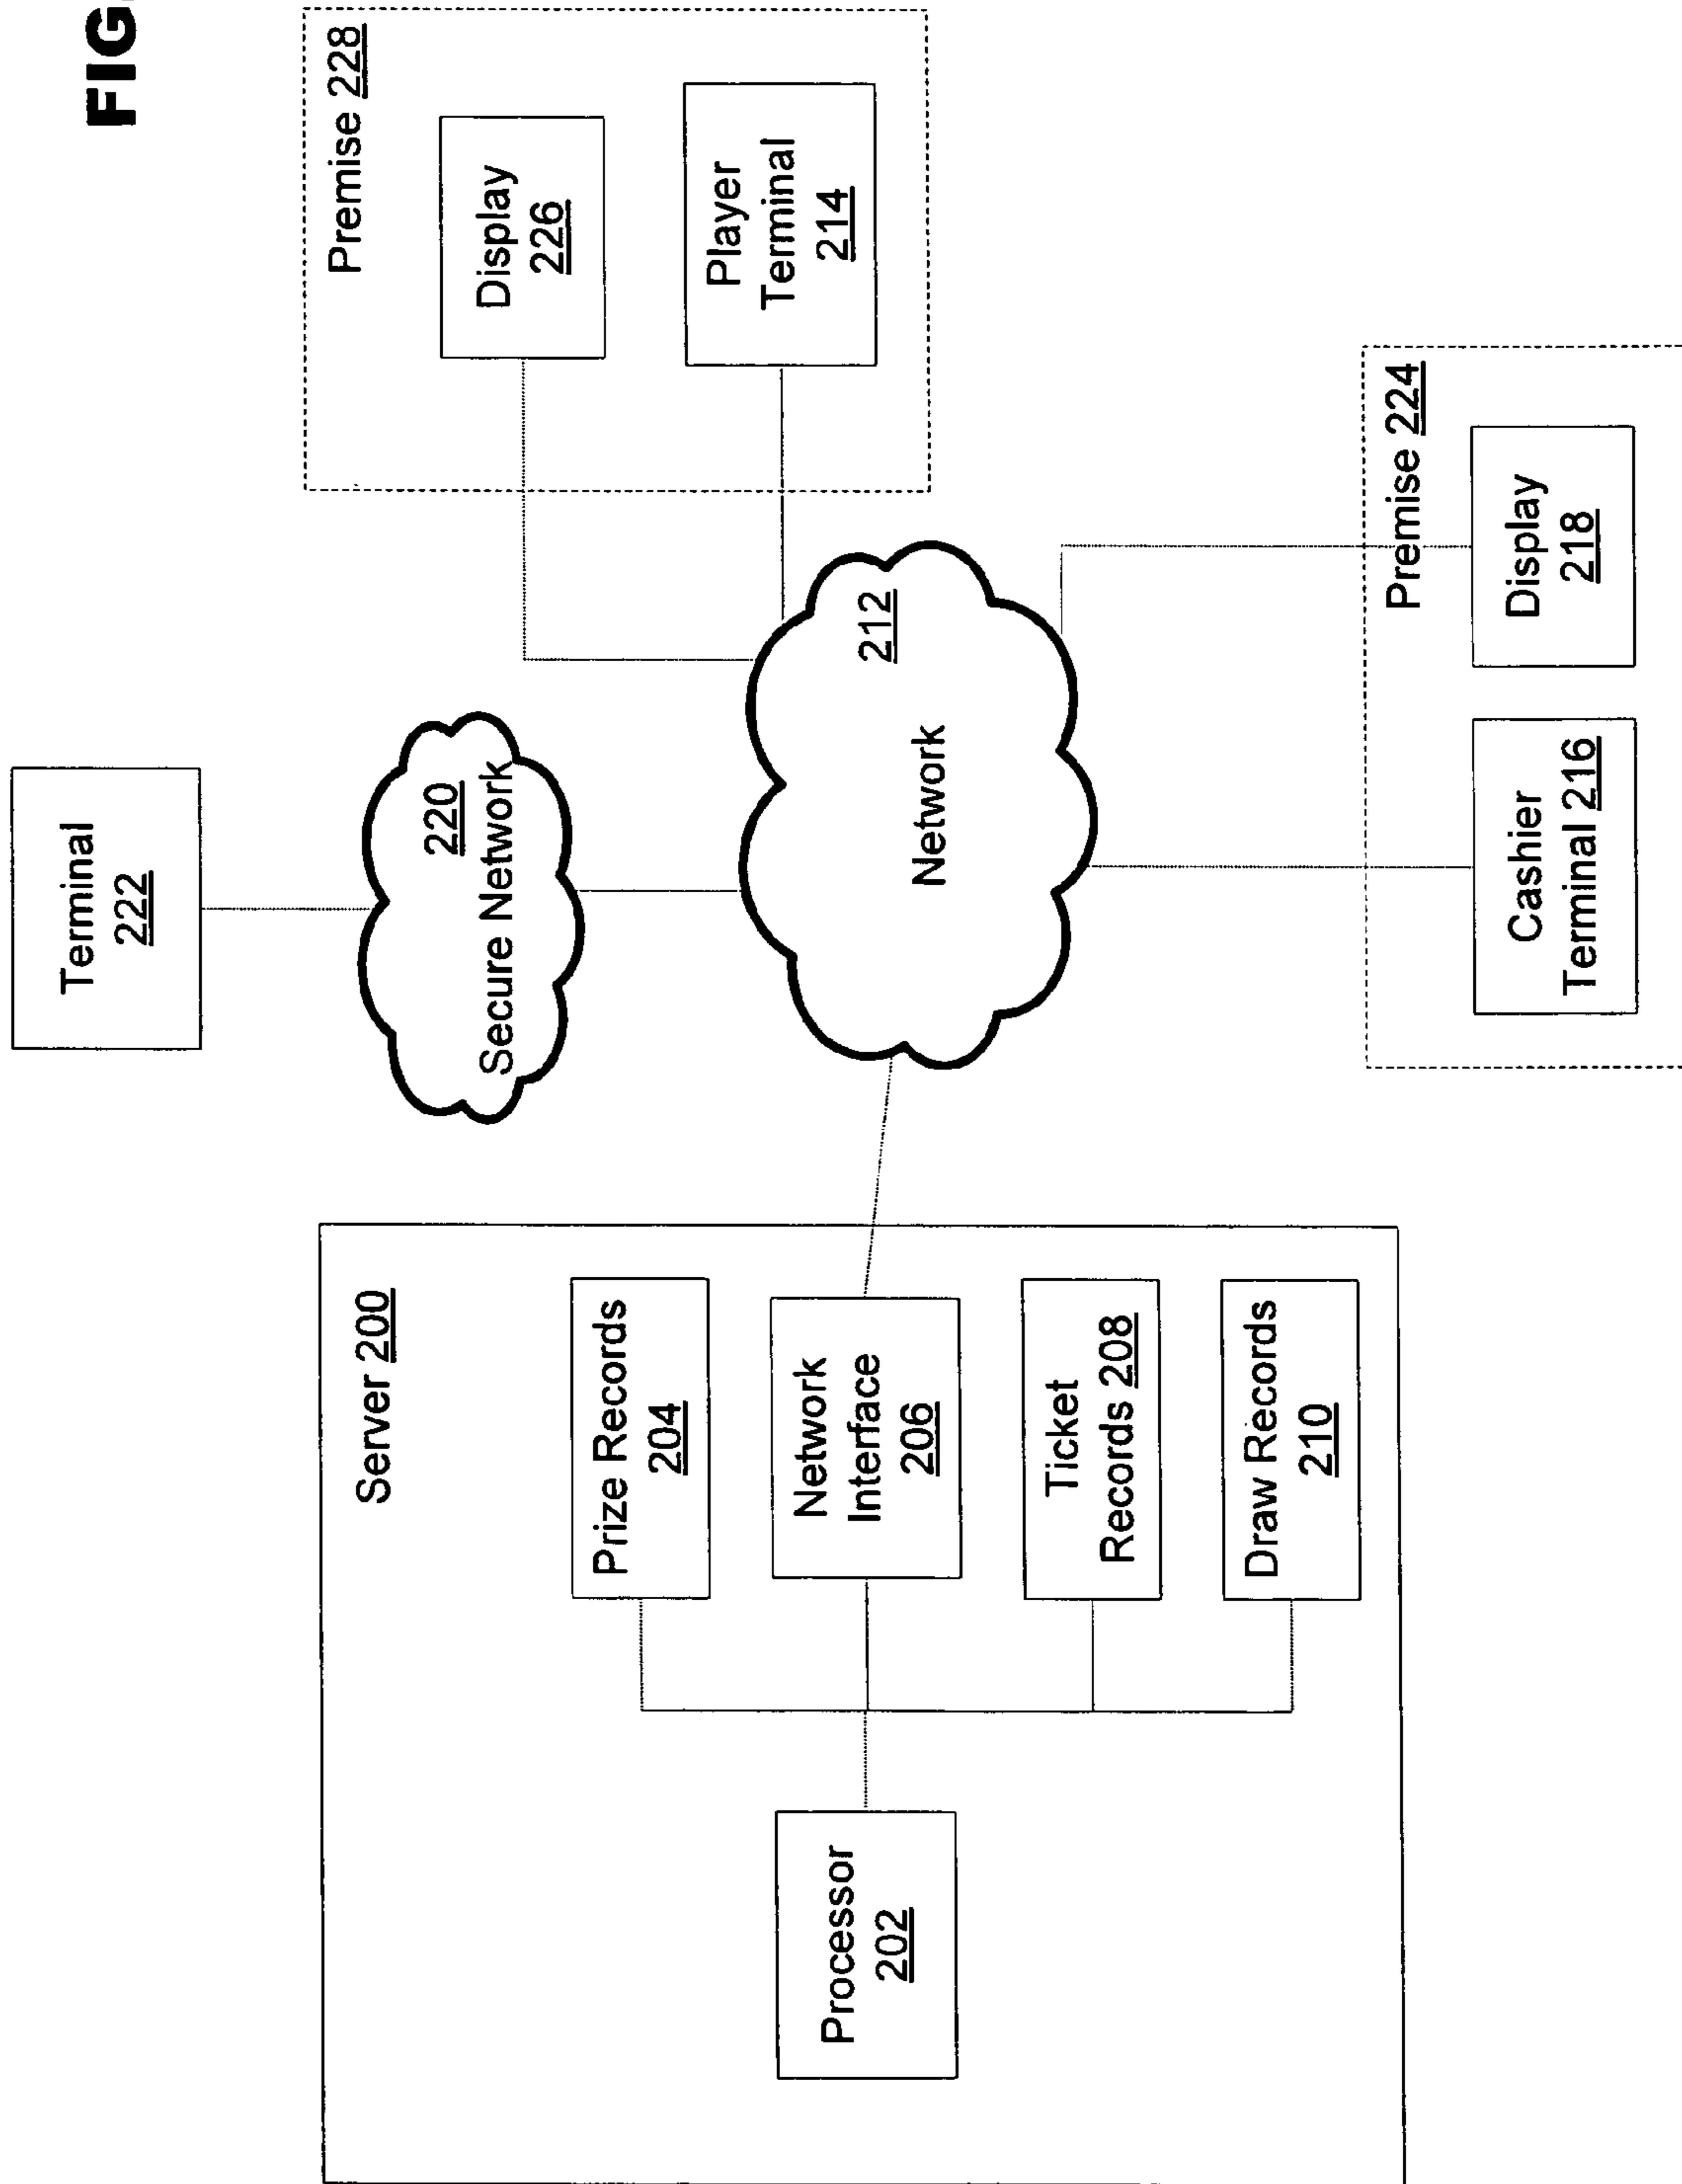 FIG.
Terminal
222
220
Secure Network
Premise 228
Display
226
Player
Terminal
214
Server 200
Prize Records
204
Processor
202
Network
Interface
206
Ticket
Records 208
Draw Records
210
212
Network
Premise 224
Cashier
Terminal 216
Display
218